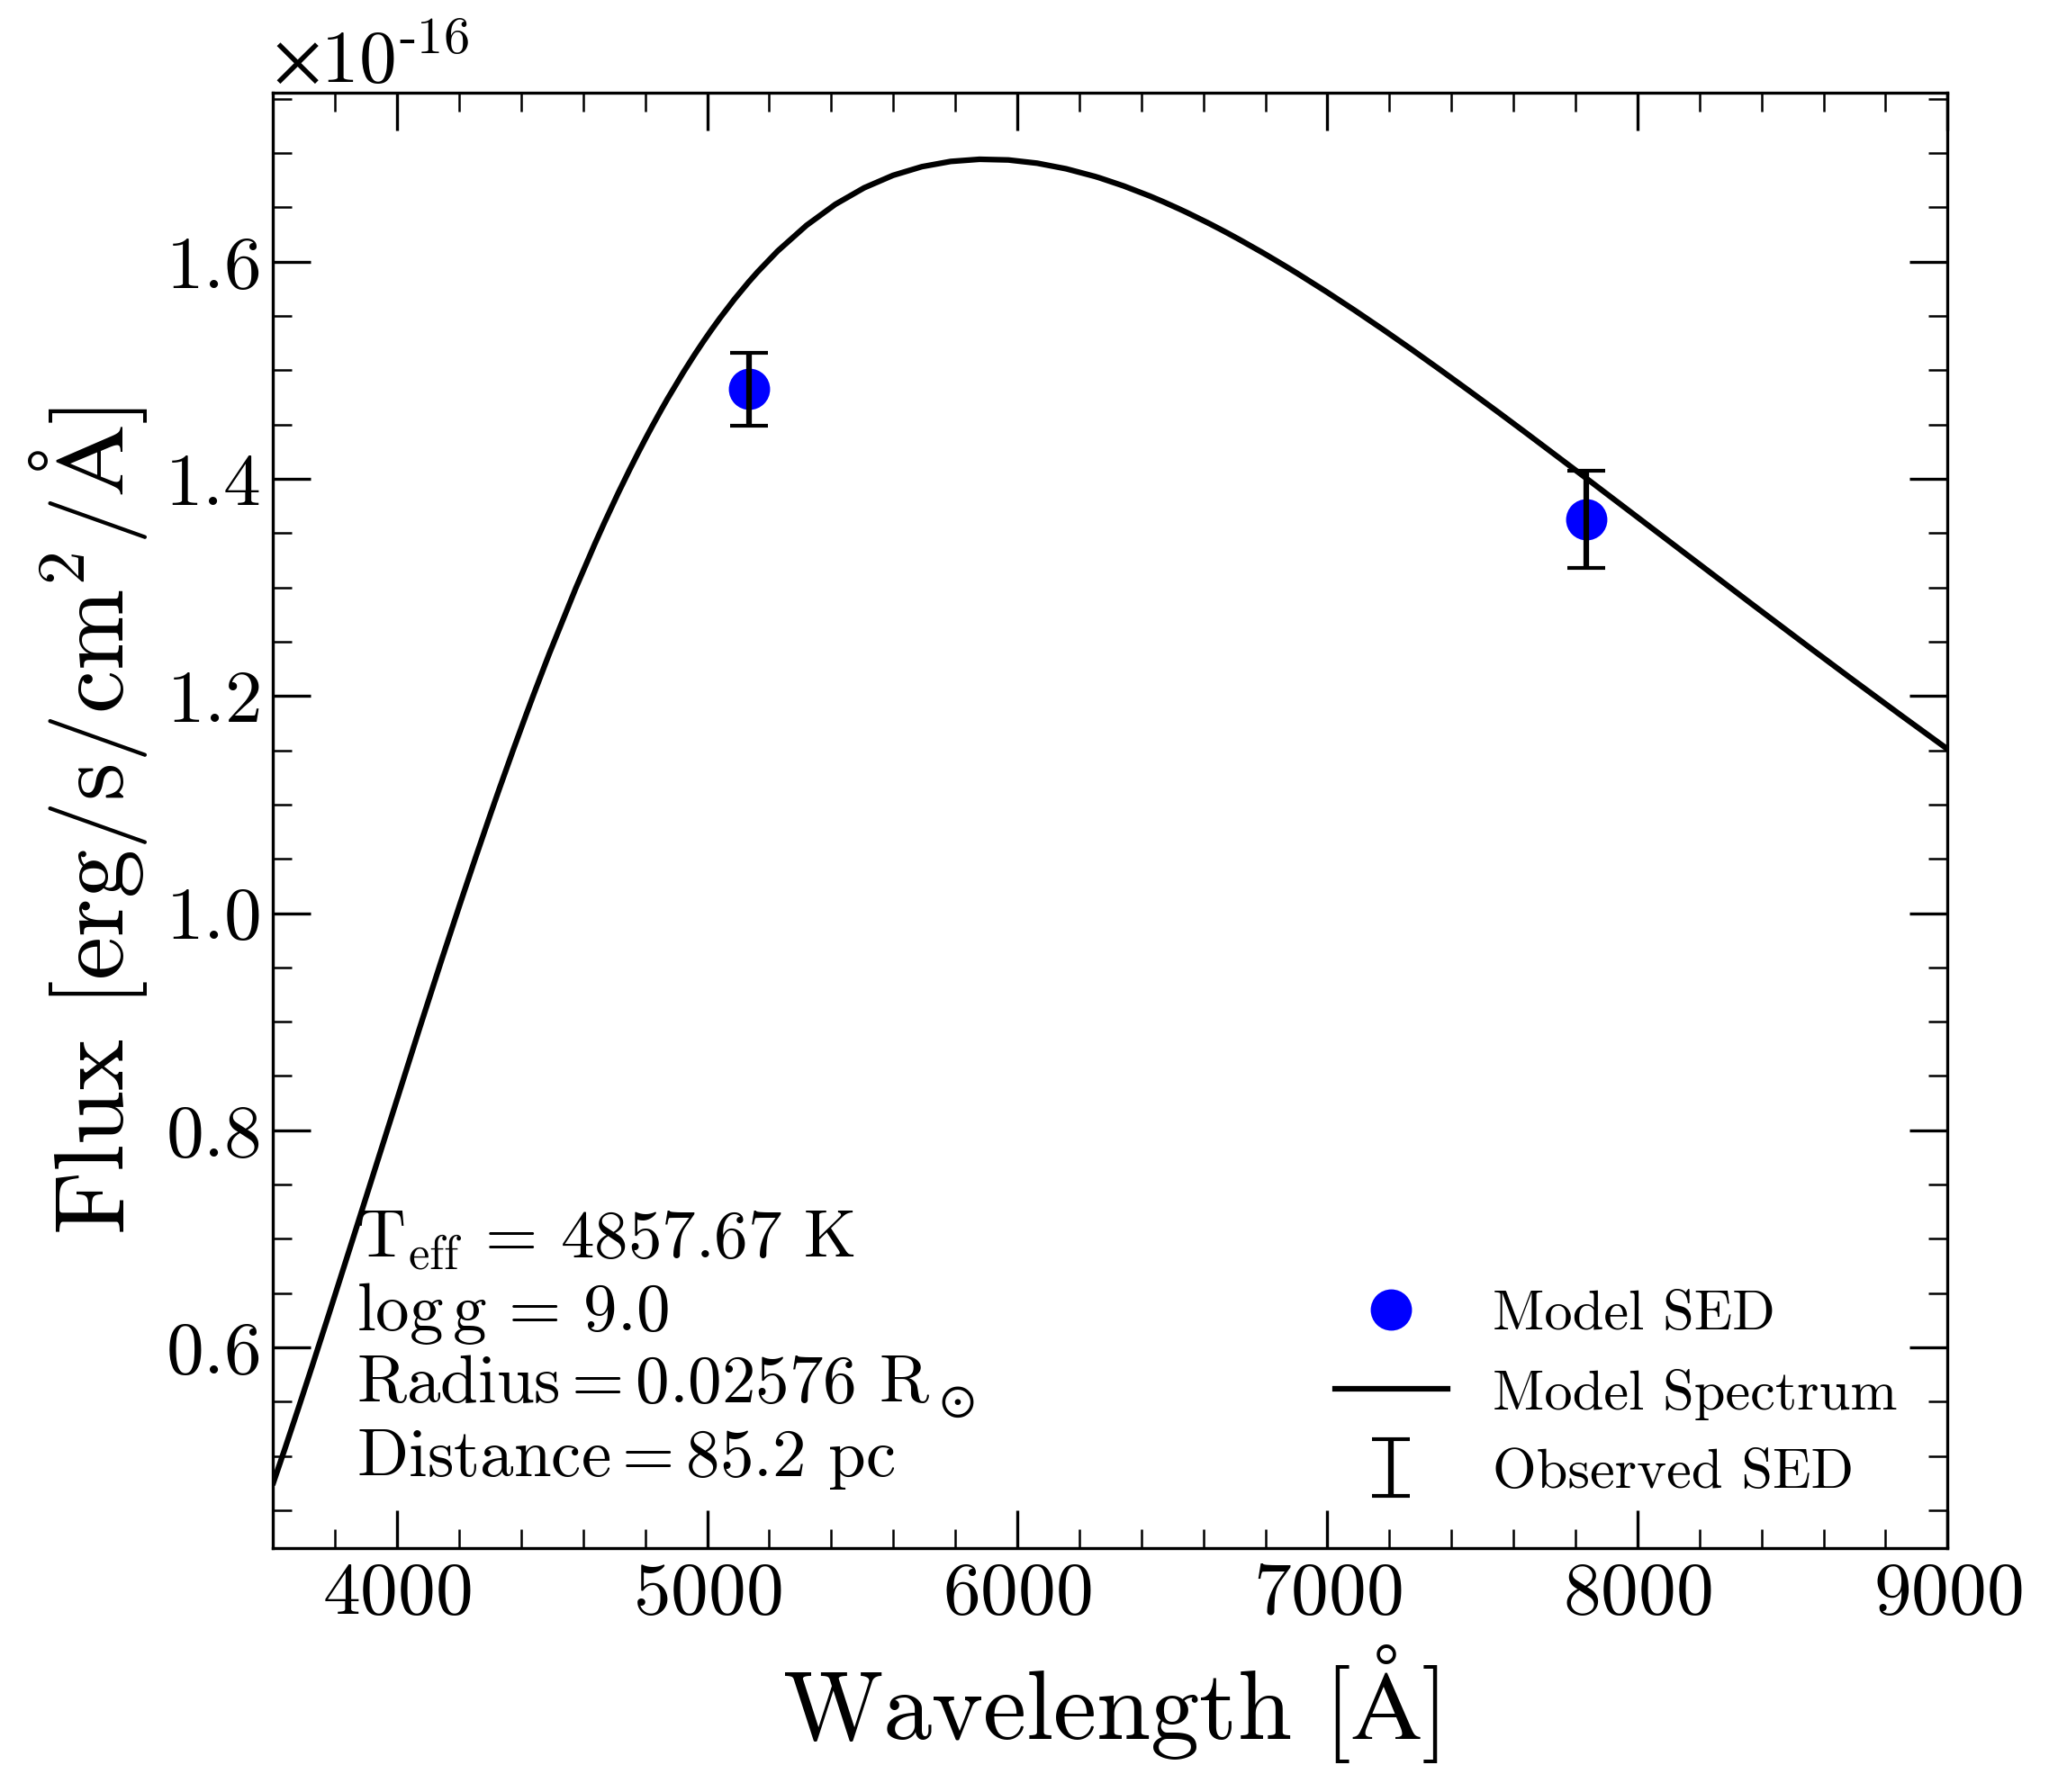 ×10-16
Flux [erg/s/cm2/Å]
1.6
1.4
1.2
1.0
0.8
0.6
Teff = 4857.67 K
log g = 9.0
Radius = 0.02576 R⊙
Distance = 85.2 pc
Model SED
Model Spectrum
Observed SED
4000 5000 6000 7000 8000 9000
Wavelength [Å]